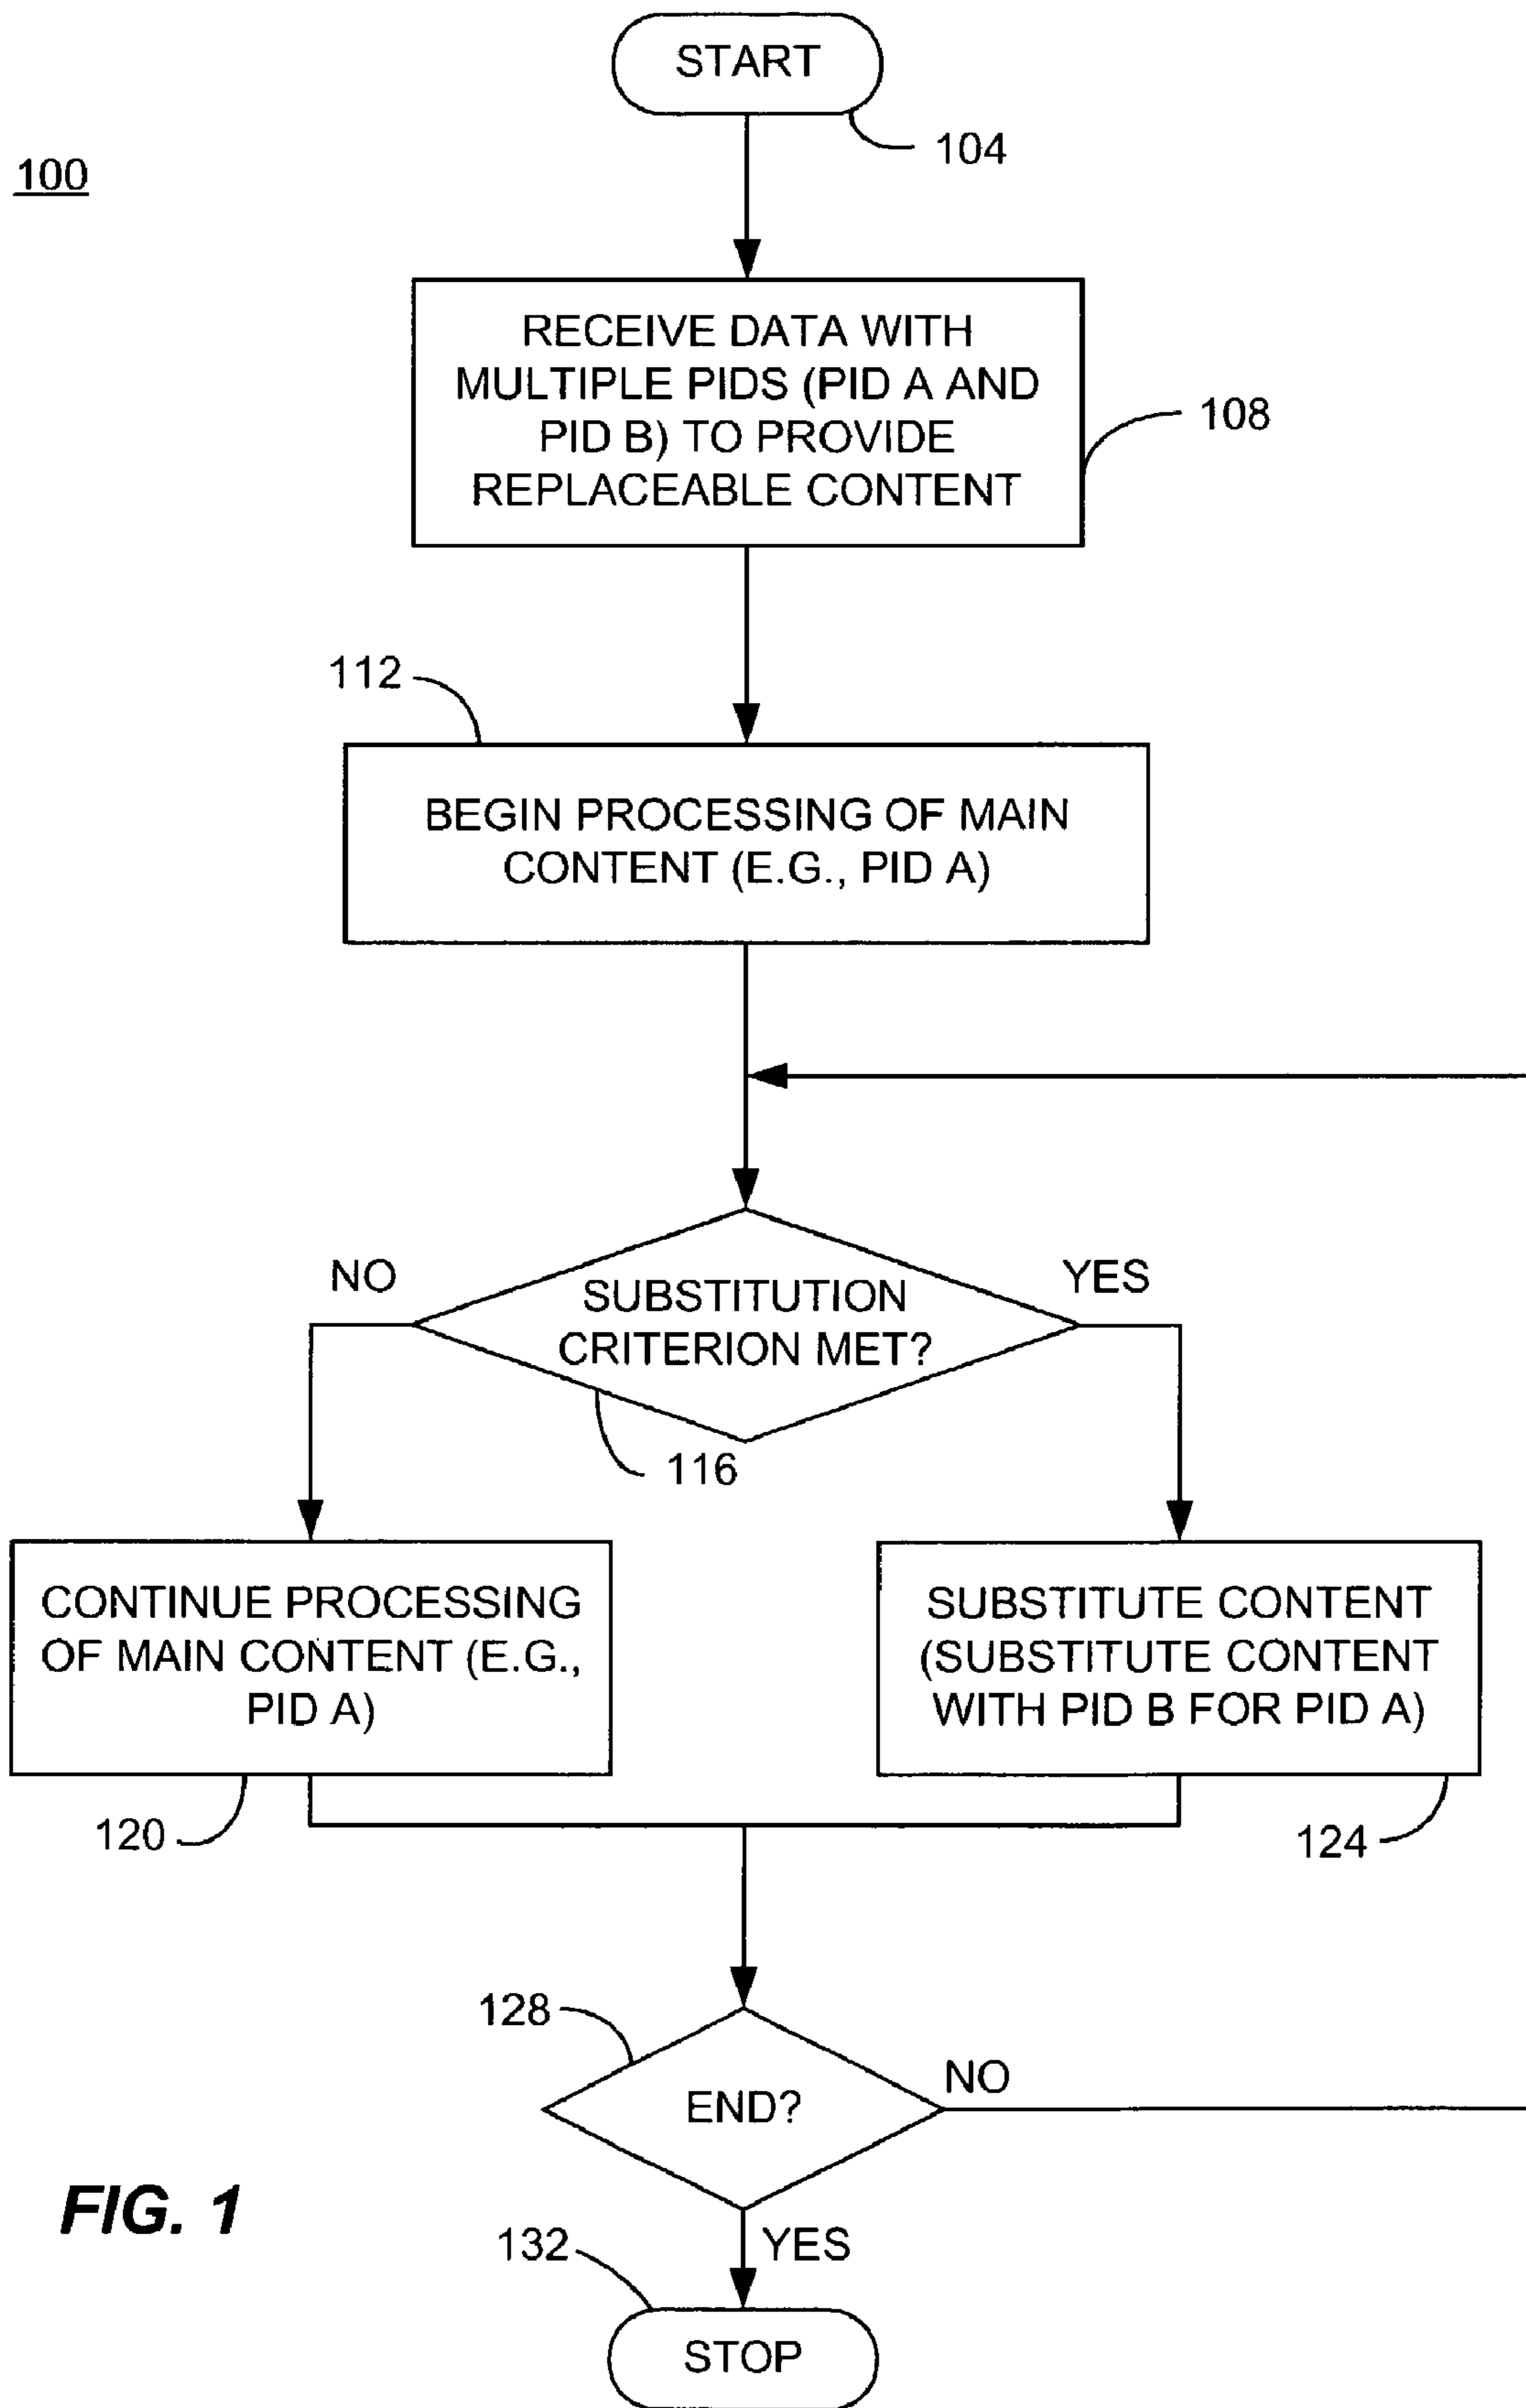 START
104
100
RECEIVE DATA WITH
MULTIPLE PIDS (PID A AND
PID B) TO PROVIDE
REPLACEABLE CONTENT
108
112
BEGIN PROCESSING OF MAIN
CONTENT (E.G., PID A)
NO
YES
SUBSTITUTION
CRITERION MET?
116
CONTINUE PROCESSING
OF MAIN CONTENT (E.G.,
PID A)
SUBSTITUTE CONTENT
(SUBSTITUTE CONTENT
WITH PID B FOR PID A)
120
124
128
END?
NO
FIG. 1
132
YES
STOP